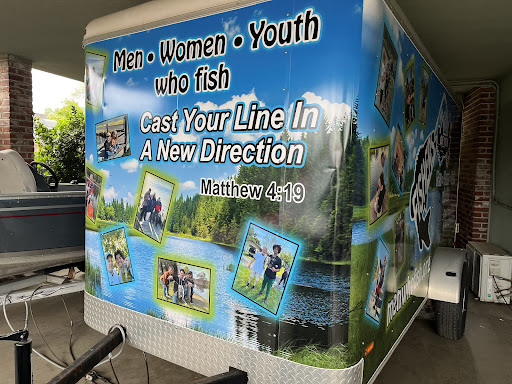 Men • Women • Youth
who fish
Cast Your Line In
A New Direction
Matthew 4:19